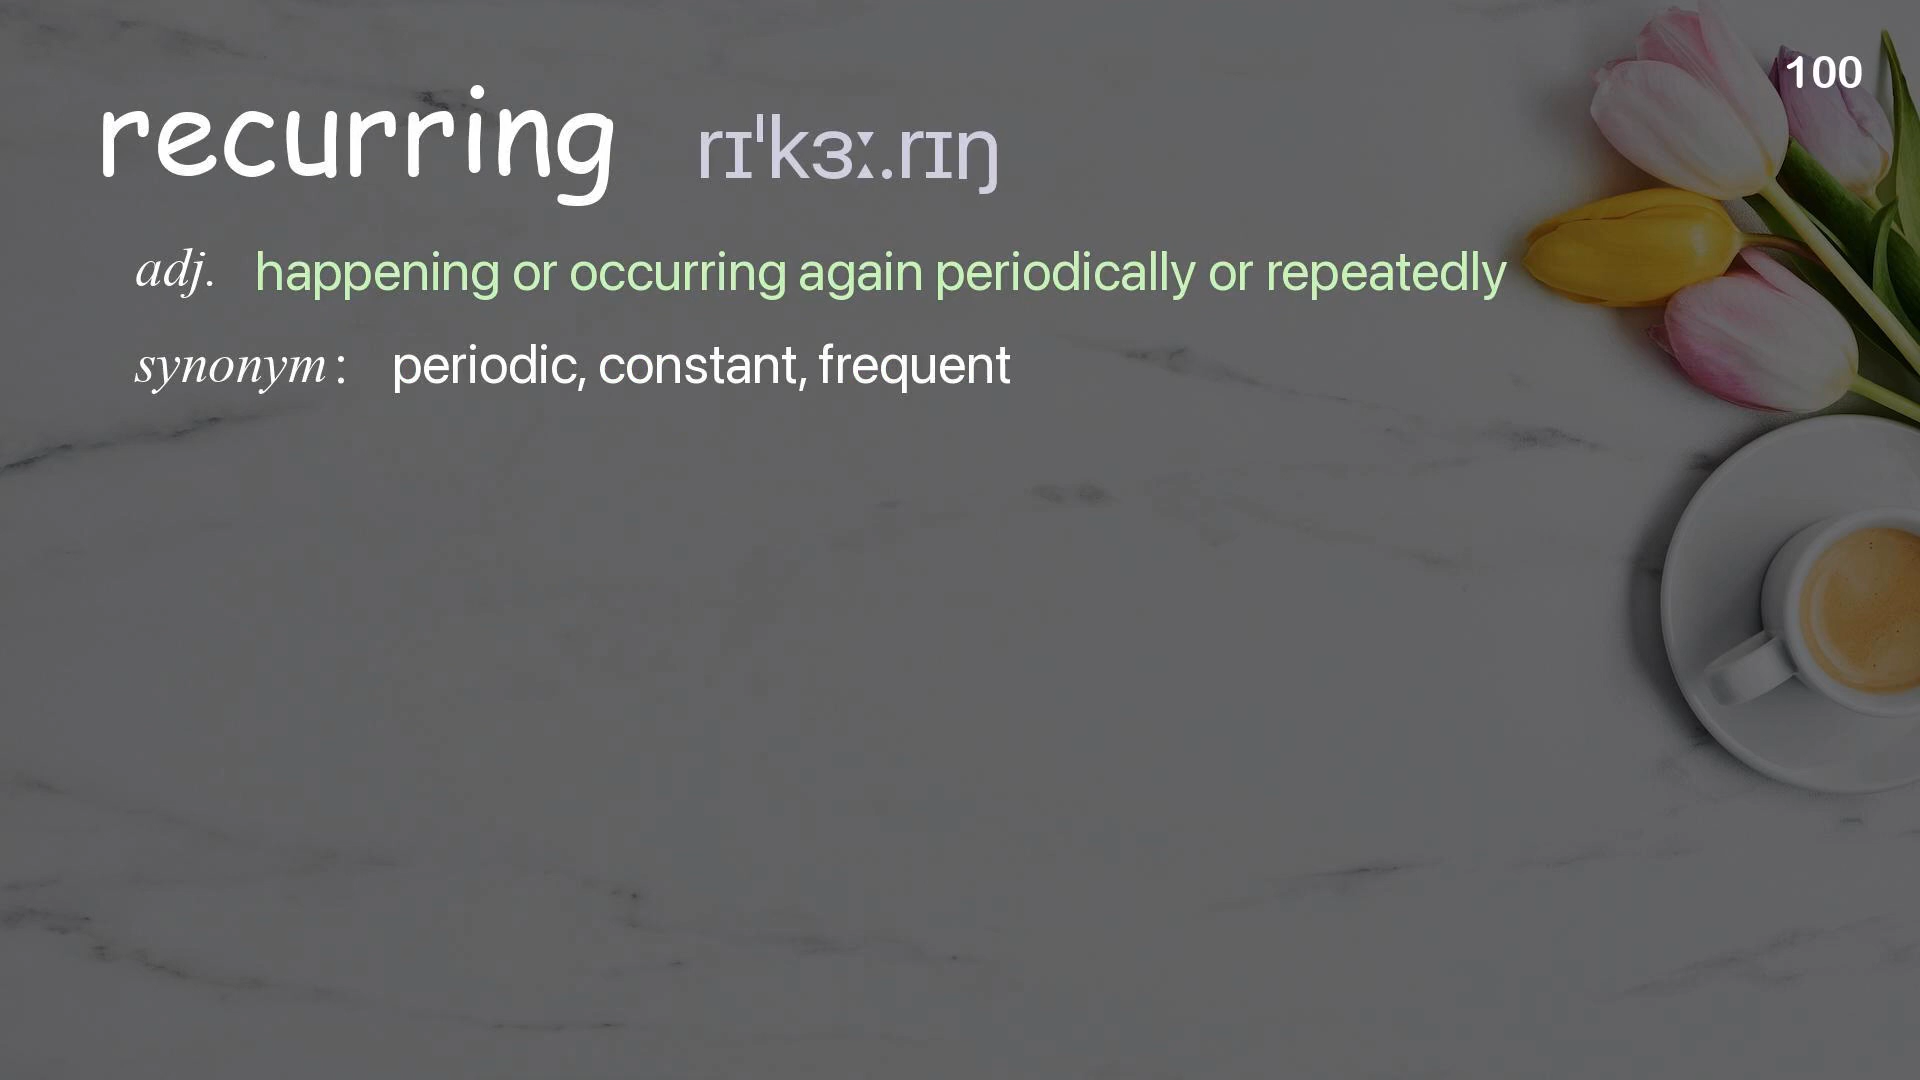 100
recurring rɪˈkɜː.rɪŋ
adj. happening or occurring again periodically or repeatedly
synonym : periodic, constant, frequent